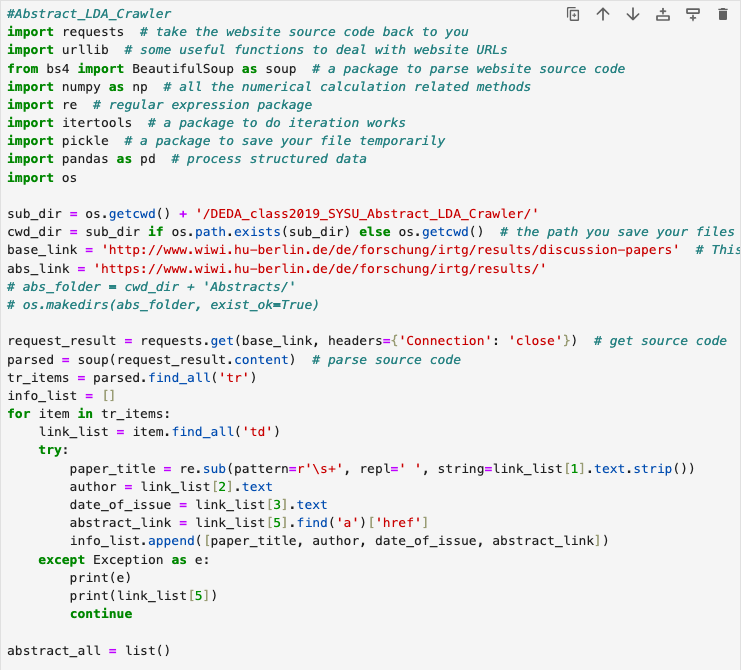 #Abstract_LDA_Crawler
import requests  # take the website source code back to you
import urllib  # some useful functions to deal with website URLs
from bs4 import BeautifulSoup as soup  # a package to parse website source code
import numpy as np  # all the numerical calculation related methods
import re  # regular expression package
import itertools  # a package to do iteration works
import pickle  # a package to save your file temporarily
import pandas as pd  # process structured data
import os

sub_dir = os.getcwd() + '/DEDA_class2019_SYSU_Abstract_LDA_Crawler/'
cwd_dir = sub_dir if os.path.exists(sub_dir) else os.getcwd()  # the path you save your files
base_link = 'http://www.wiwi.hu-berlin.de/de/forschung/irtg/results/discussion-papers'  # This
abs_link = 'https://www.wiwi.hu-berlin.de/de/forschung/irtg/results/'
# abs_folder = cwd_dir + 'Abstracts/'
# os.makedirs(abs_folder, exist_ok=True)

request_result = requests.get(base_link, headers={'Connection': 'close'})  # get source code
parsed = soup(request_result.content)  # parse source code
tr_items = parsed.find_all('tr')
info_list = []
for item in tr_items:
    link_list = item.find_all('td')
    try:
        paper_title = re.sub(pattern=r'\s+', repl=' ', string=link_list[1].text.strip())
        author = link_list[2].text
        date_of_issue = link_list[3].text
        abstract_link = link_list[5].find('a')['href']
        info_list.append([paper_title, author, date_of_issue, abstract_link])
    except Exception as e:
        print(e)
        print(link_list[5])
        continue

abstract_all = list()